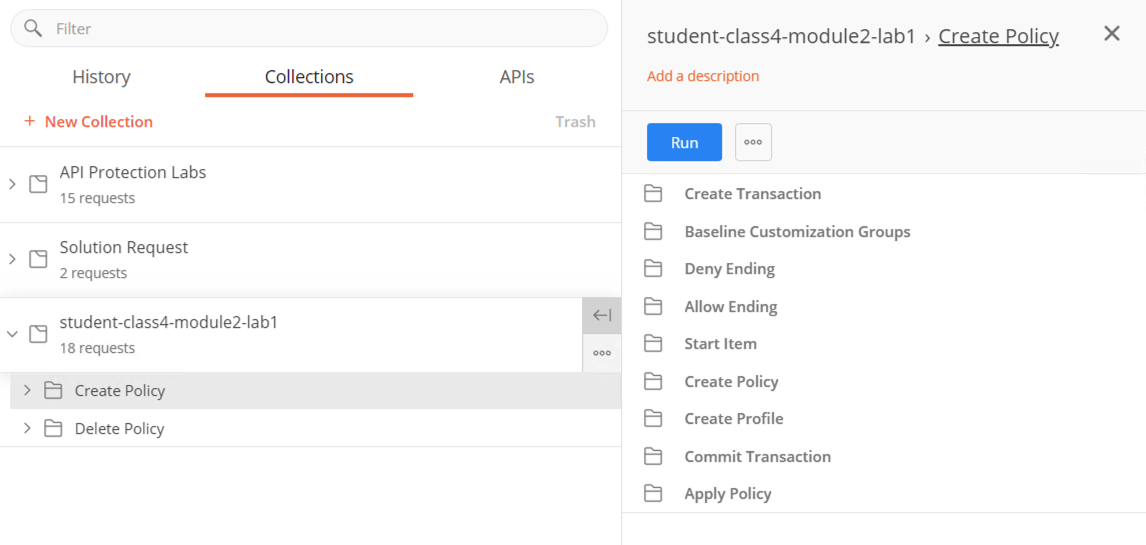 Filter
History Collections APIs
+ New Collection Trash
API Protection Labs
15 requests
Solution Request
2 requests
student-class4-module2-lab1
18 requests
Create Policy
Delete Policy
student-class4-module2-lab1 › Create Policy
Add a description
Run
Create Transaction
Baseline Customization Groups
Deny Ending
Allow Ending
Start Item
Create Policy
Create Profile
Commit Transaction
Apply Policy